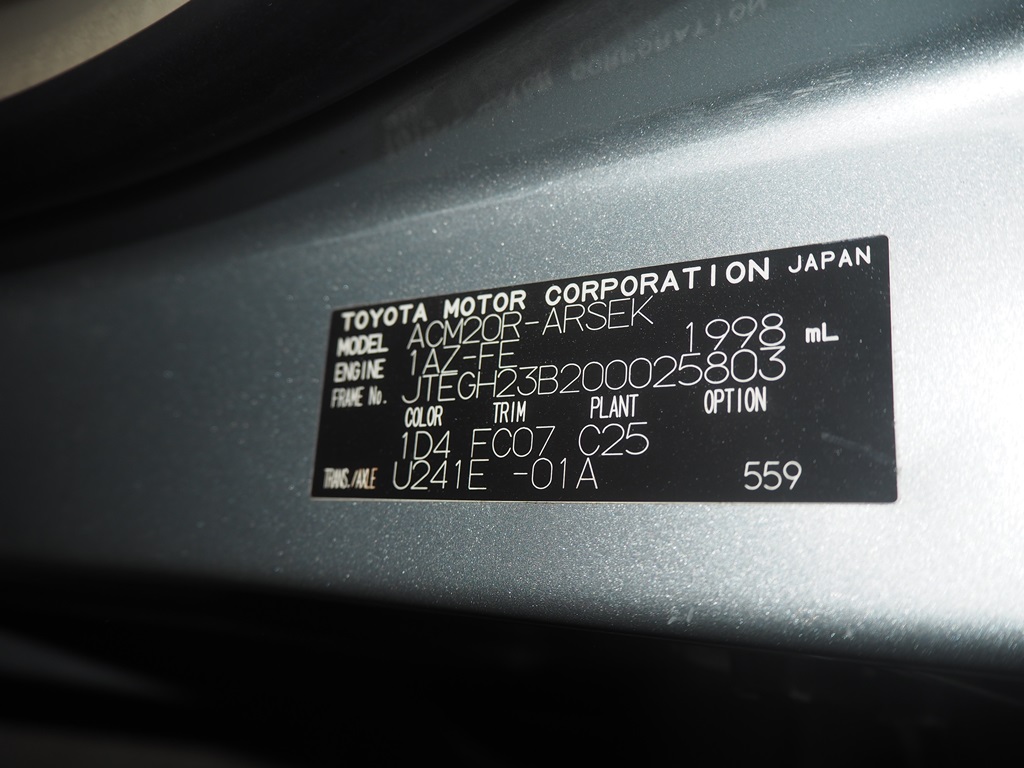 TOYOTA MOTOR CORPORATION JAPAN
MODEL ACM20R-ARSEK
ENGINE 1AZ-FE 1998 mL
FRAME No. JTEGH23B200025803
COLOR TRIM PLANT OPTION
1D4 FC07 C25
TRANS./AXLE U241E -01A 559